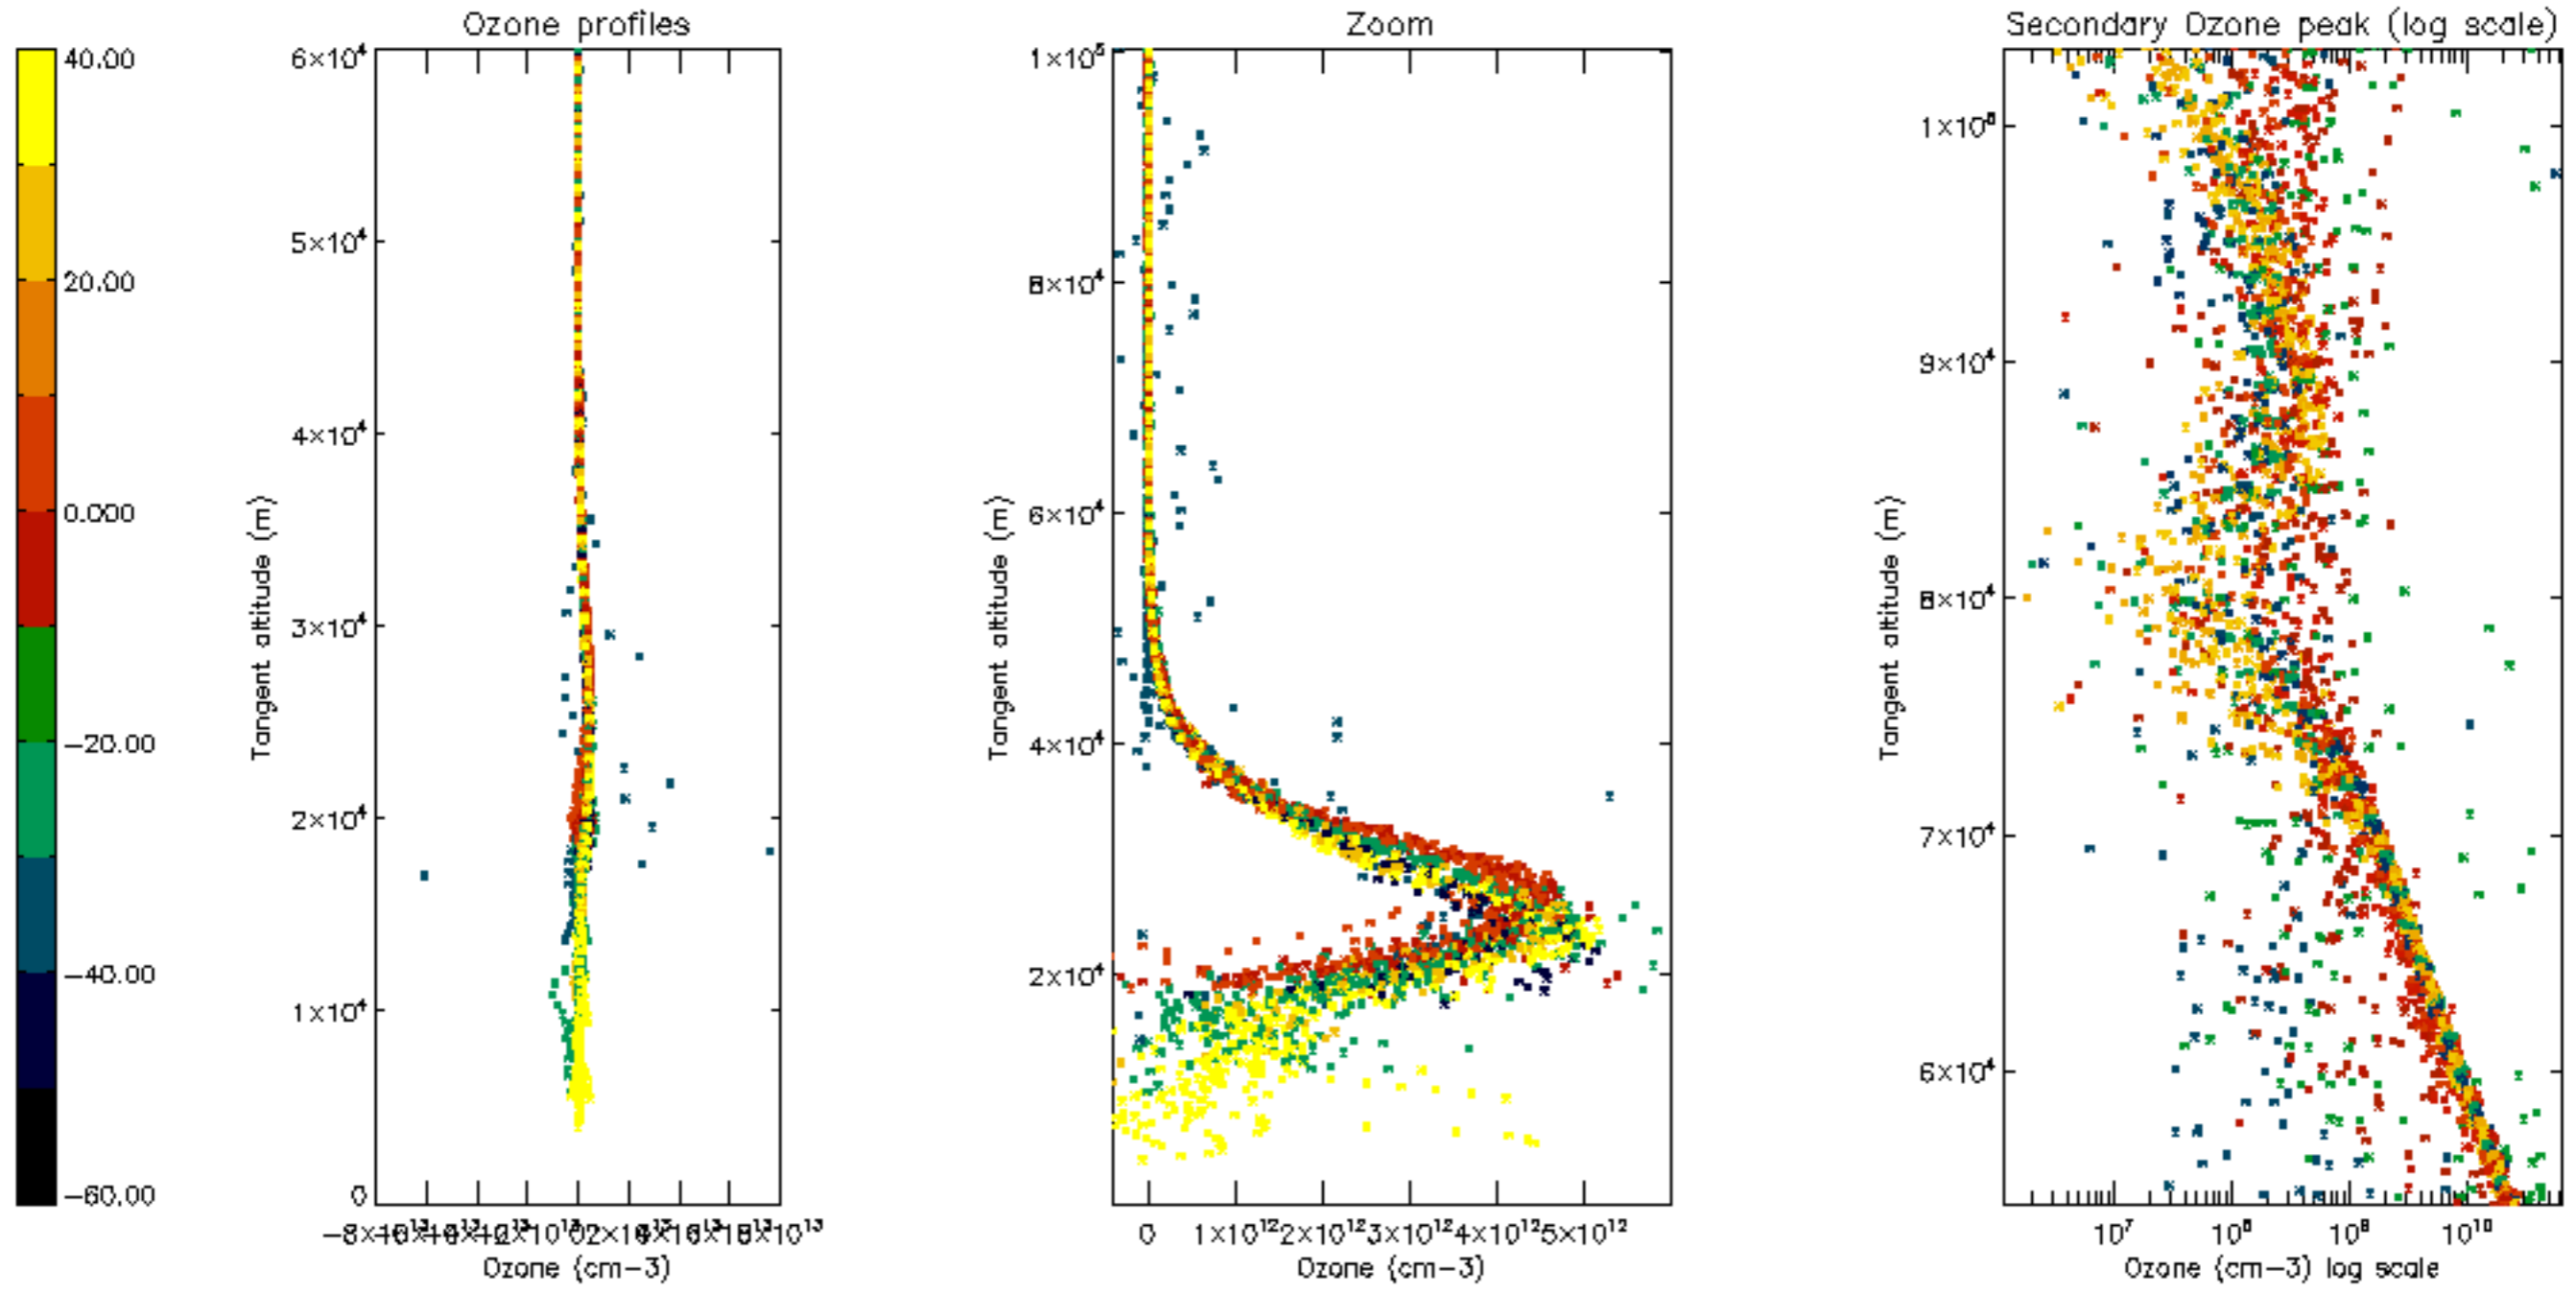 Ozone profiles
Zoom
Secondary Ozone peak (log scale)
40.00
20.00
0.000
−20.00
−40.00
−60.00
6×10⁴
5×10⁴
4×10⁴
3×10⁴
2×10⁴
1×10⁴
0
Tangent altitude (m)
Ozone (cm−3)
1×10⁵
8×10⁴
6×10⁴
4×10⁴
2×10⁴
Tangent altitude (m)
0 1×10¹² 2×10¹² 3×10¹² 4×10¹² 5×10¹²
Ozone (cm−3)
1×10⁵
9×10⁴
8×10⁴
7×10⁴
6×10⁴
Tangent altitude (m)
10⁷ 10⁸ 10⁹ 10¹⁰
Ozone (cm−3) log scale